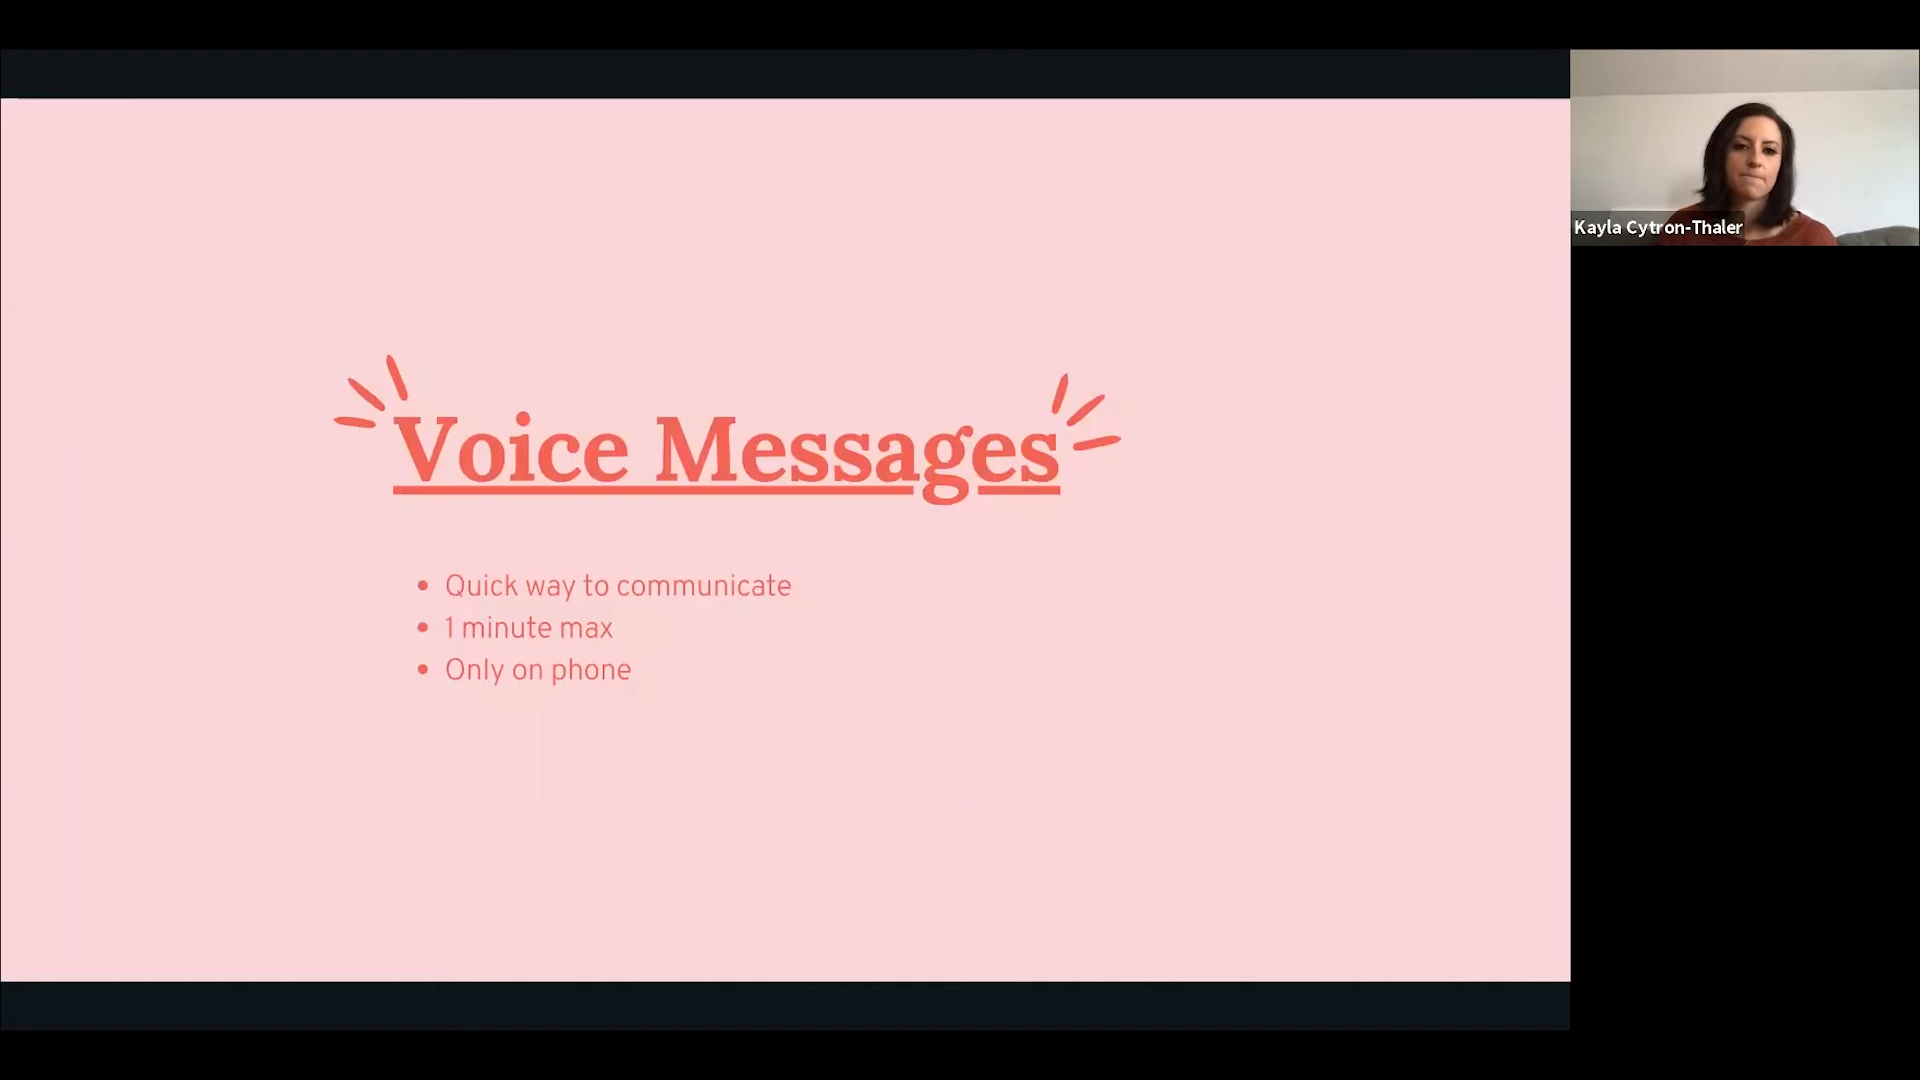 Voice Messages
Quick way to communicate
1 minute max
Only on phone
Kayla Cytron-Thaler